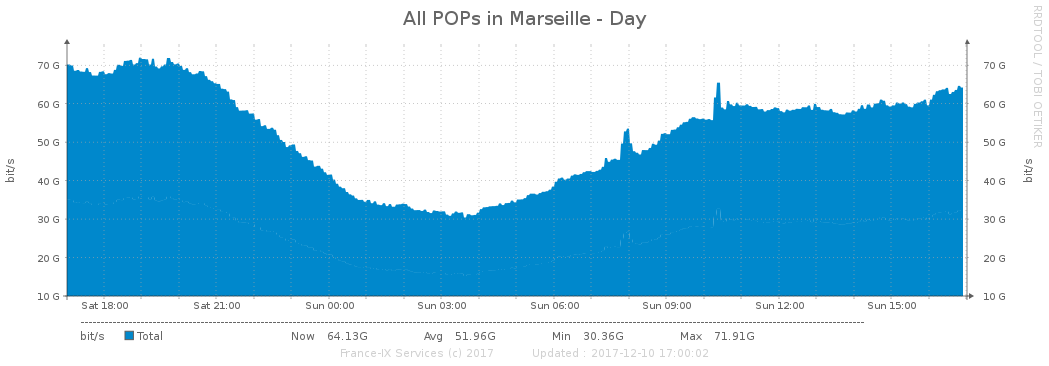 All POPs in Marseille - Day
RRDTOOL / TOBI OETIKER
70 G 70 G
60 G 60 G
50 G 50 G
40 G 40 G
30 G 30 G
20 G 20 G
10 G 10 G
bit/s bit/s
Sat 18:00 Sat 21:00 Sun 00:00 Sun 03:00 Sun 06:00 Sun 09:00 Sun 12:00 Sun 15:00
bit/s Total Now 64.13G Avg 51.96G Min 30.36G Max 71.91G
France-IX Services (c) 2017 Updated : 2017-12-10 17:00:02